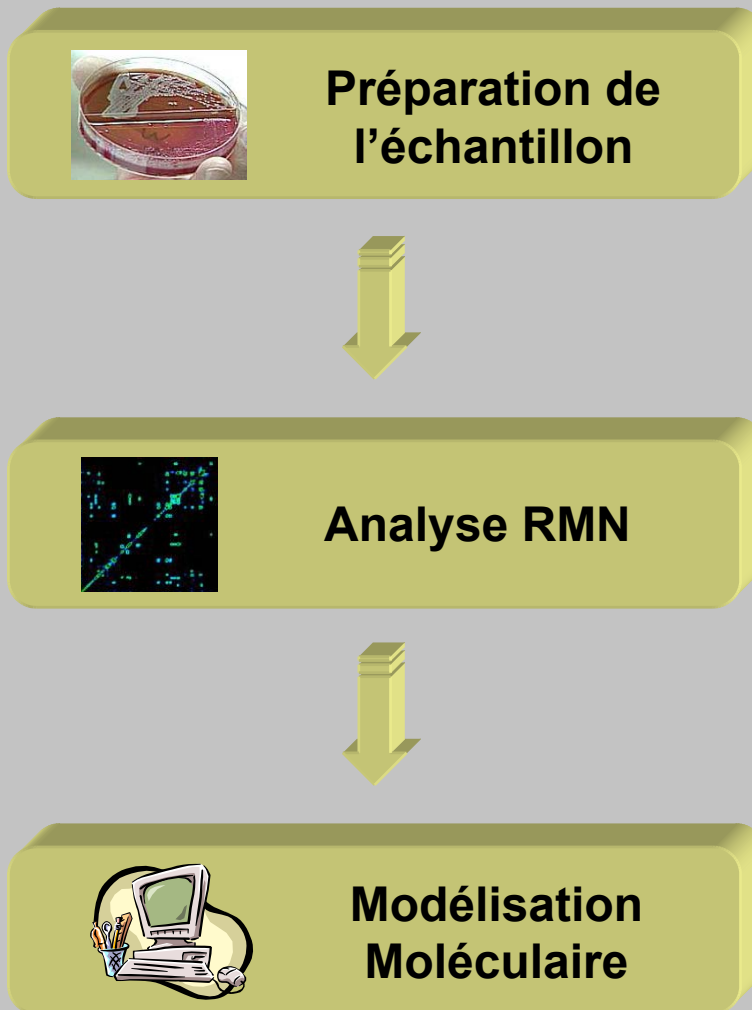 Préparation de
l’échantillon
Analyse RMN
Modélisation
Moléculaire